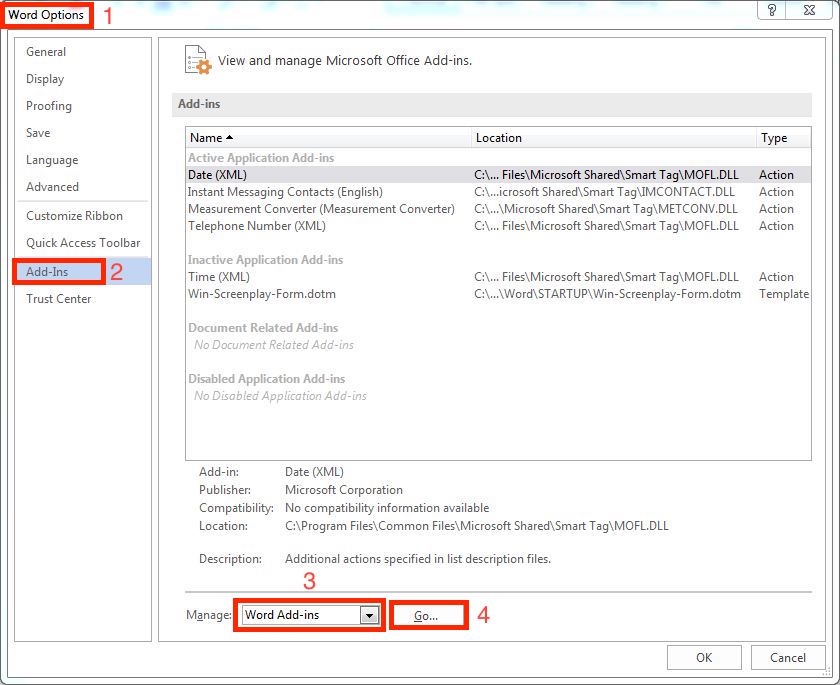 Word Options 1
General
Display
Proofing
Save
Language
Advanced
Customize Ribbon
Quick Access Toolbar
Add-Ins 2
Trust Center
View and manage Microsoft Office Add-ins.
Add-ins
Name Location Type
Active Application Add-ins
Date (XML) C:\... Files\Microsoft Shared\Smart Tag\MOFL.DLL Action
Instant Messaging Contacts (English) C:\...icrosoft Shared\Smart Tag\IMCONTACT.DLL Action
Measurement Converter (Measurement Converter) C:\...\Microsoft Shared\Smart Tag\METCONV.DLL Action
Telephone Number (XML) C:\... Files\Microsoft Shared\Smart Tag\MOFL.DLL Action
Inactive Application Add-ins
Time (XML) C:\... Files\Microsoft Shared\Smart Tag\MOFL.DLL Action
Win-Screenplay-Form.dotm C:\...\Word\STARTUP\Win-Screenplay-Form.dotm Template
Document Related Add-ins
No Document Related Add-ins
Disabled Application Add-ins
No Disabled Application Add-ins
Add-in: Date (XML)
Publisher: Microsoft Corporation
Compatibility: No compatibility information available
Location: C:\Program Files\Common Files\Microsoft Shared\Smart Tag\MOFL.DLL
Description: Additional actions specified in list description files.
3
Manage: Word Add-ins Go... 4
OK Cancel